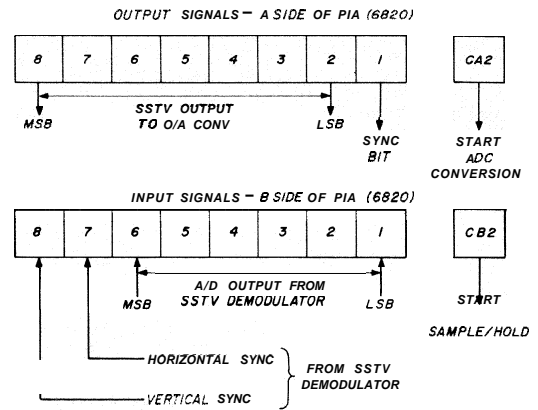 OUTPUT SIGNALS - A SIDE OF PIA (6820)
8 7 6 5 4 3 2 1 CA2
SSTV OUTPUT
TO O/A CONV
MSB
LSB
SYNC
BIT
START
ADC
CONVERSION
INPUT SIGNALS - B SIDE OF PIA (6820)
8 7 6 5 4 3 2 1 CB2
A/D OUTPUT FROM
SSTV DEMODULATOR
MSB
LSB
START
SAMPLE/HOLD
HORIZONTAL SYNC
VERTICAL SYNC
FROM SSTV
DEMODULATOR